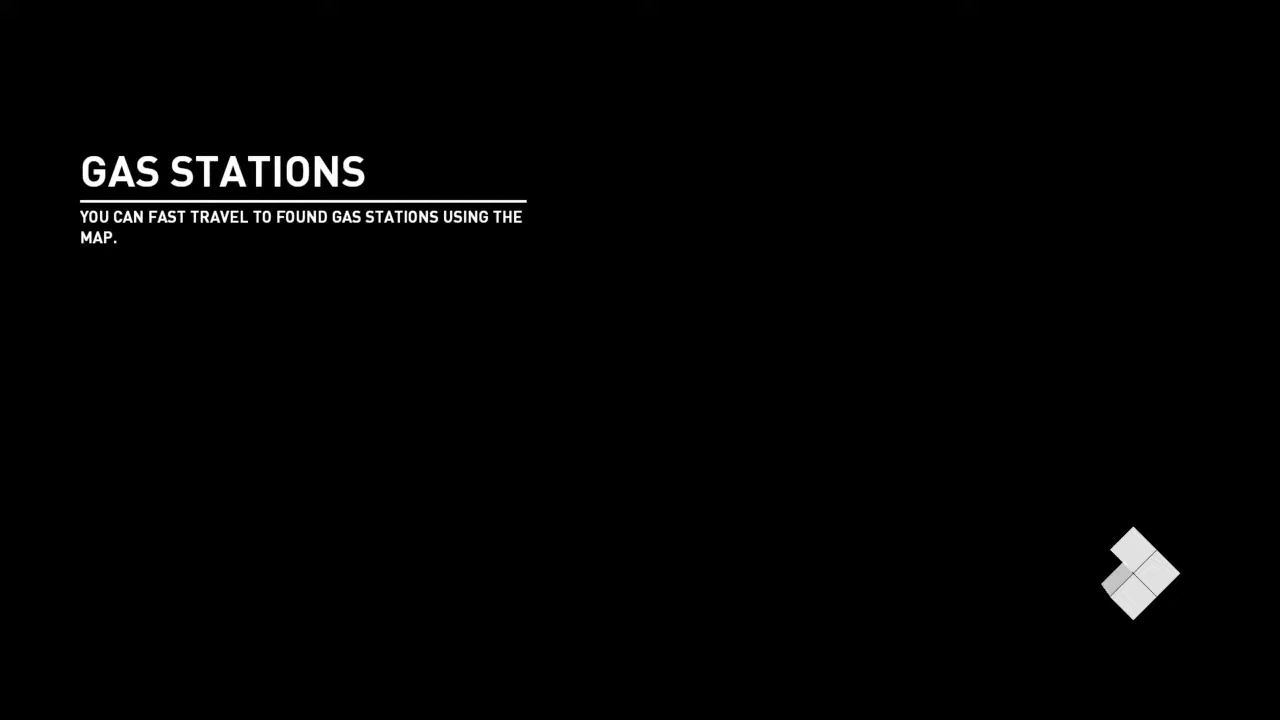 GAS STATIONS
YOU CAN FAST TRAVEL TO FOUND GAS STATIONS USING THE
MAP.